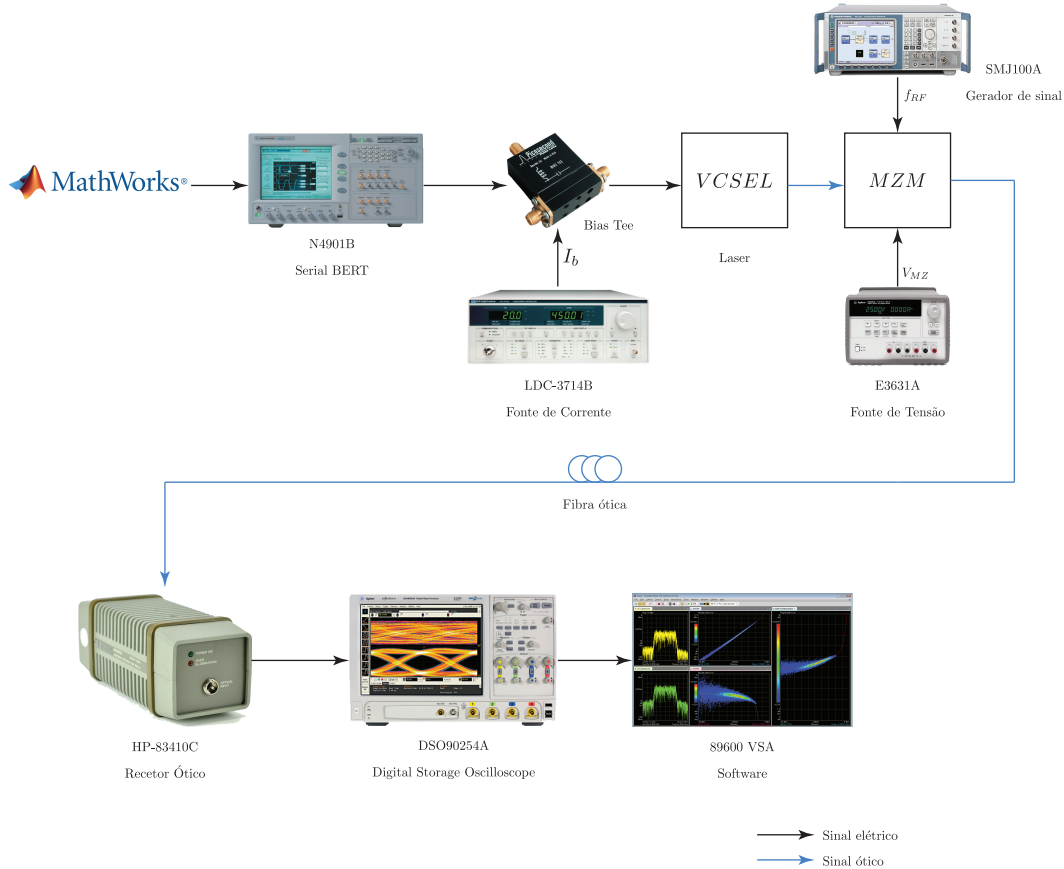 SMJ100A
Gerador de sinal
f_RF
MathWorks®
N4901B
Serial BERT
Picosecond
Bias Tee
I_b
VCSEL
Laser
MZM
V_MZ
LDC-3714B
Fonte de Corrente
E3631A
Fonte de Tensão
Fibra ótica
HP-83410C
Recetor Ótico
DSO90254A
Digital Storage Oscilloscope
89600 VSA
Software
Sinal elétrico
Sinal ótico